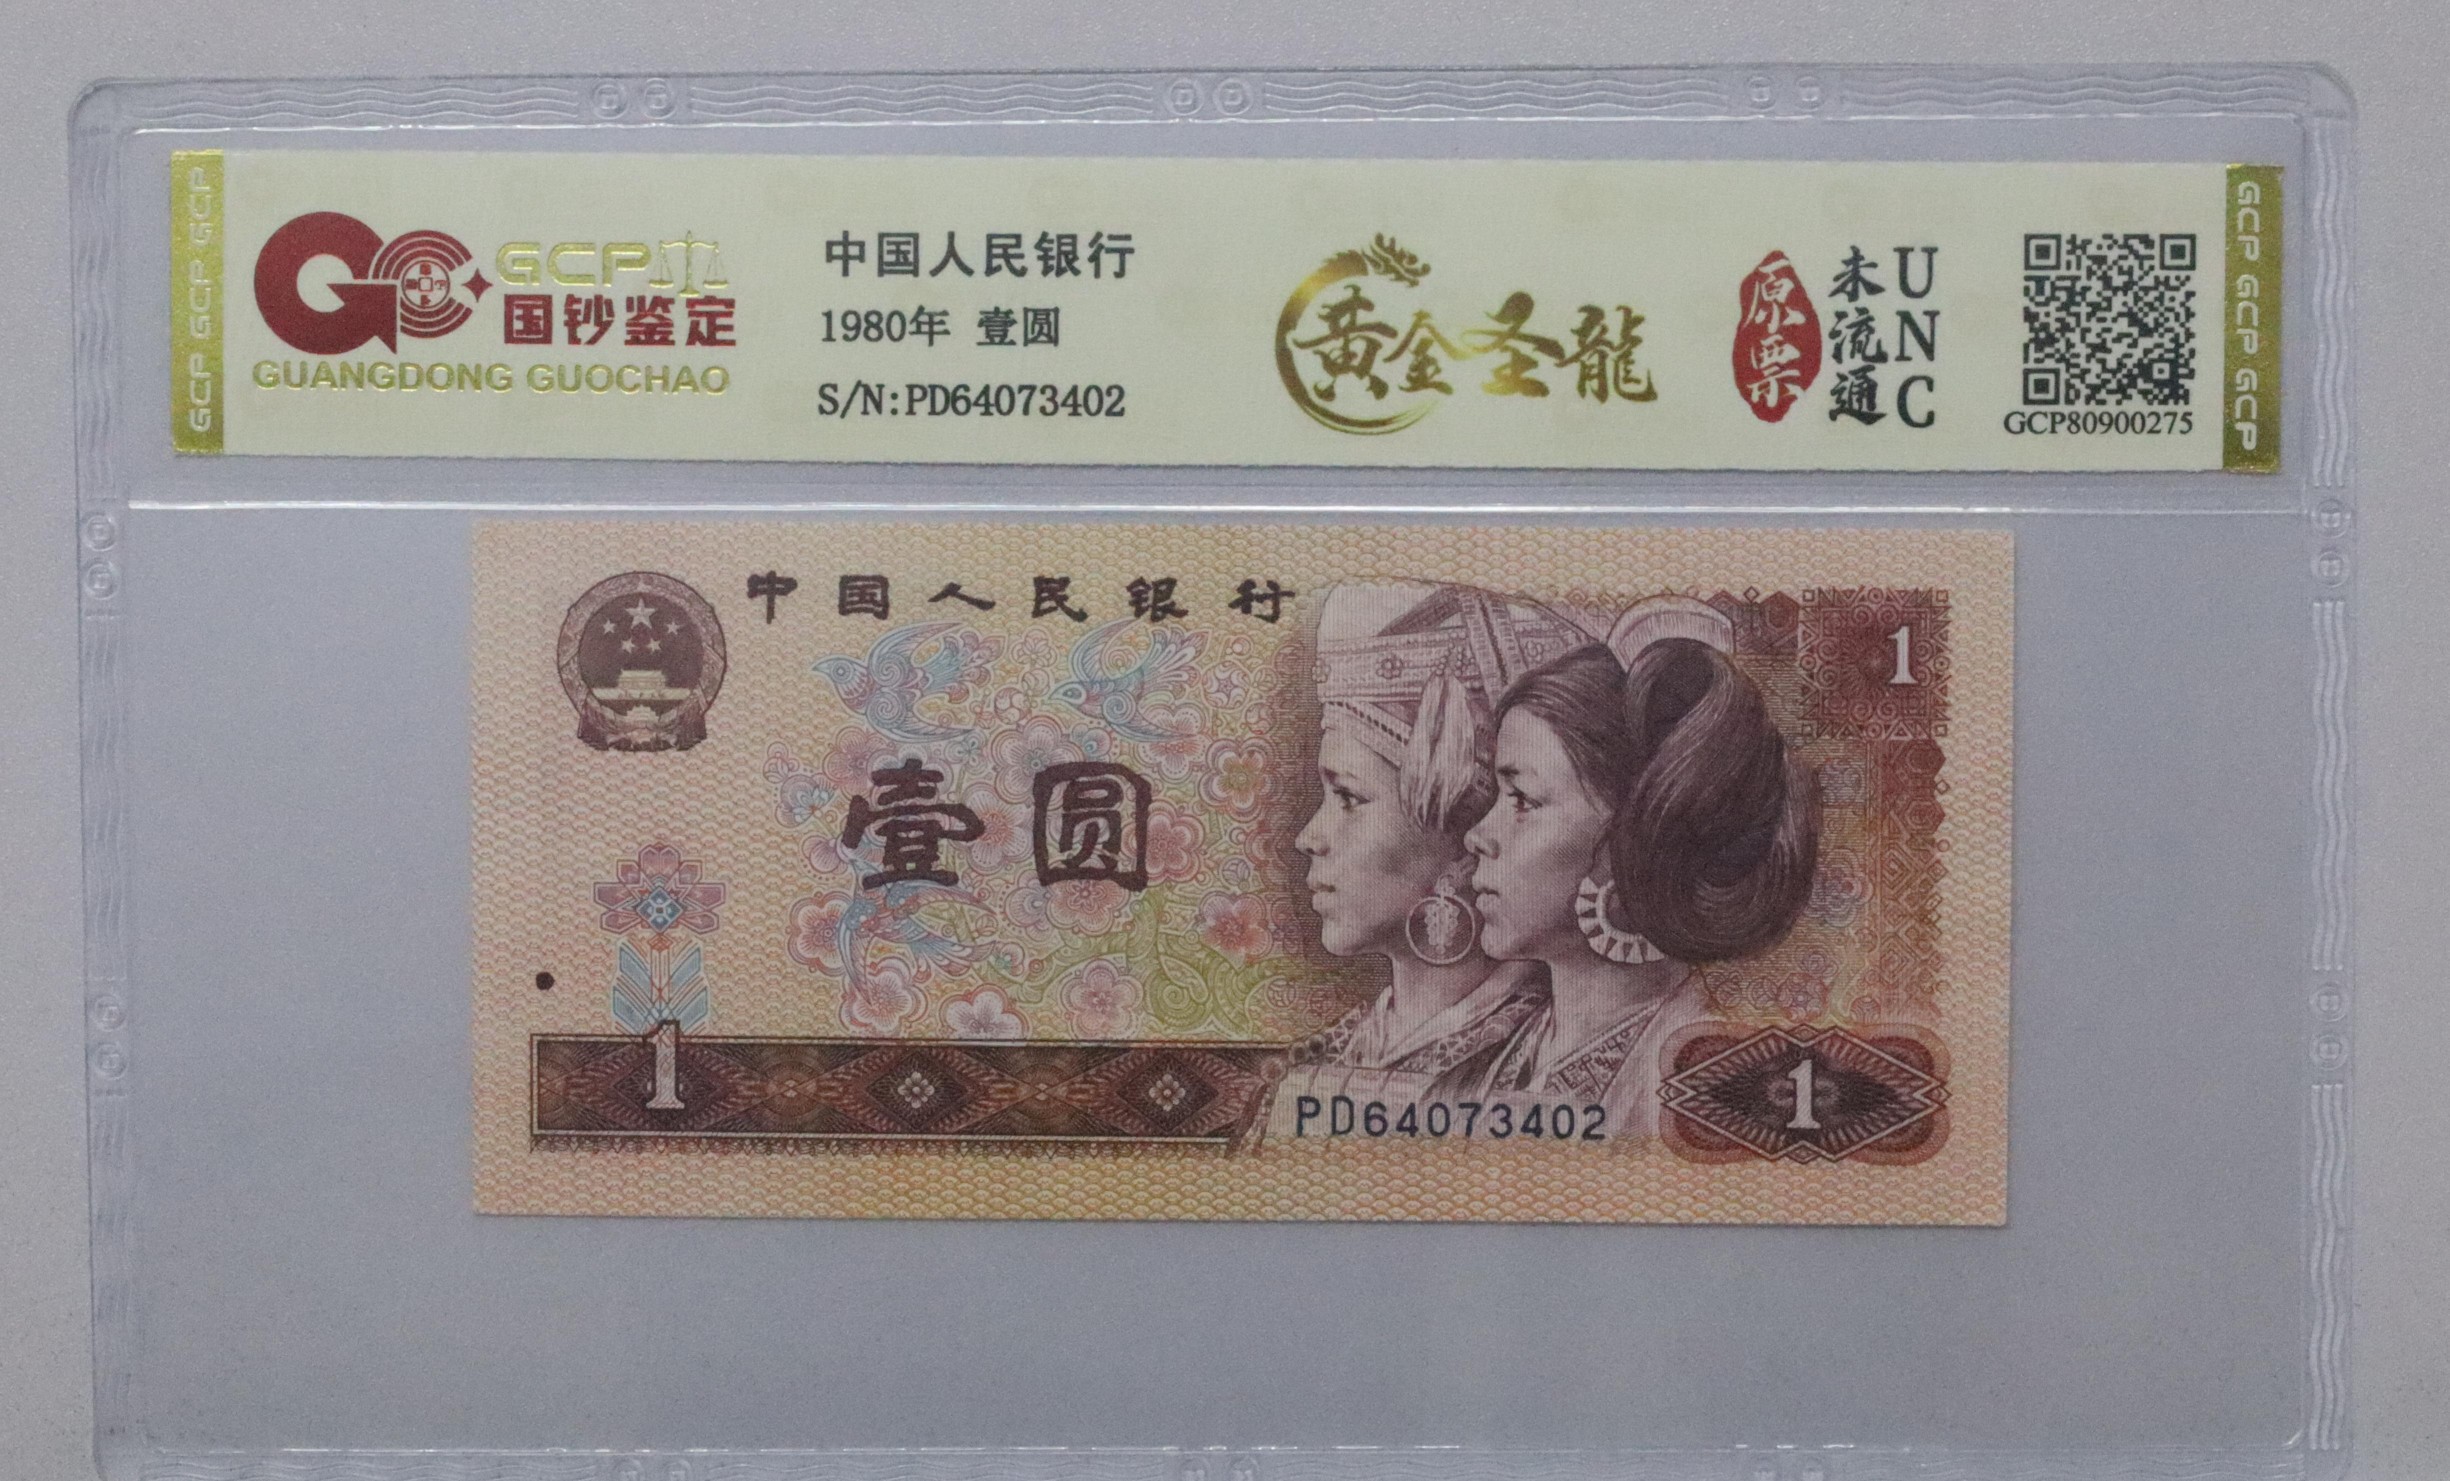 GCP GCP GCP
GCP
国钞鉴定
GUANGDONG GUOCHAO
中国人民银行
1980年 壹圆
S/N:PD64073402
黄金圣龍
原票
未流通
UNC
GCP80900275
GCP GCP GCP GCP
中国人民银行
1
壹圆
1
PD64073402
1